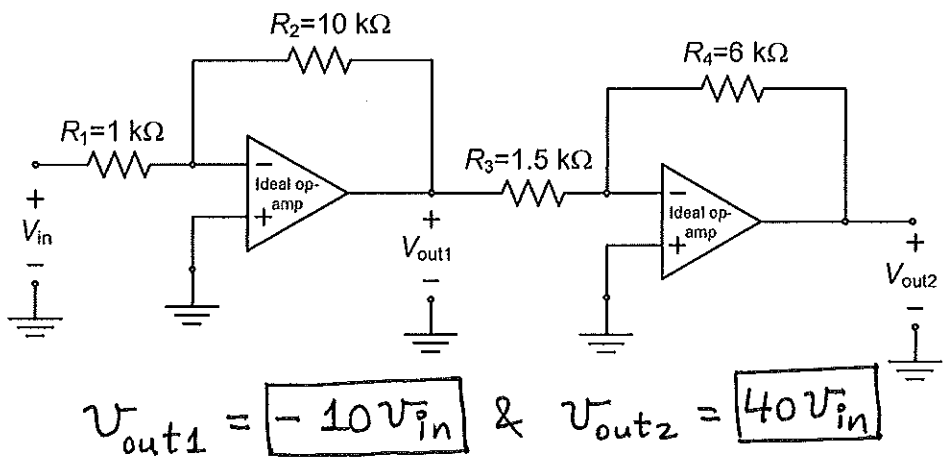 R2=10 kΩ
R4=6 kΩ
R1=1 kΩ
R3=1.5 kΩ
−
Ideal op-
amp
+
−
Ideal op-
amp
+
+
Vin
−
+
Vout1
−
+
Vout2
−
Vout1 = -10Vin & Vout2 = 40Vin